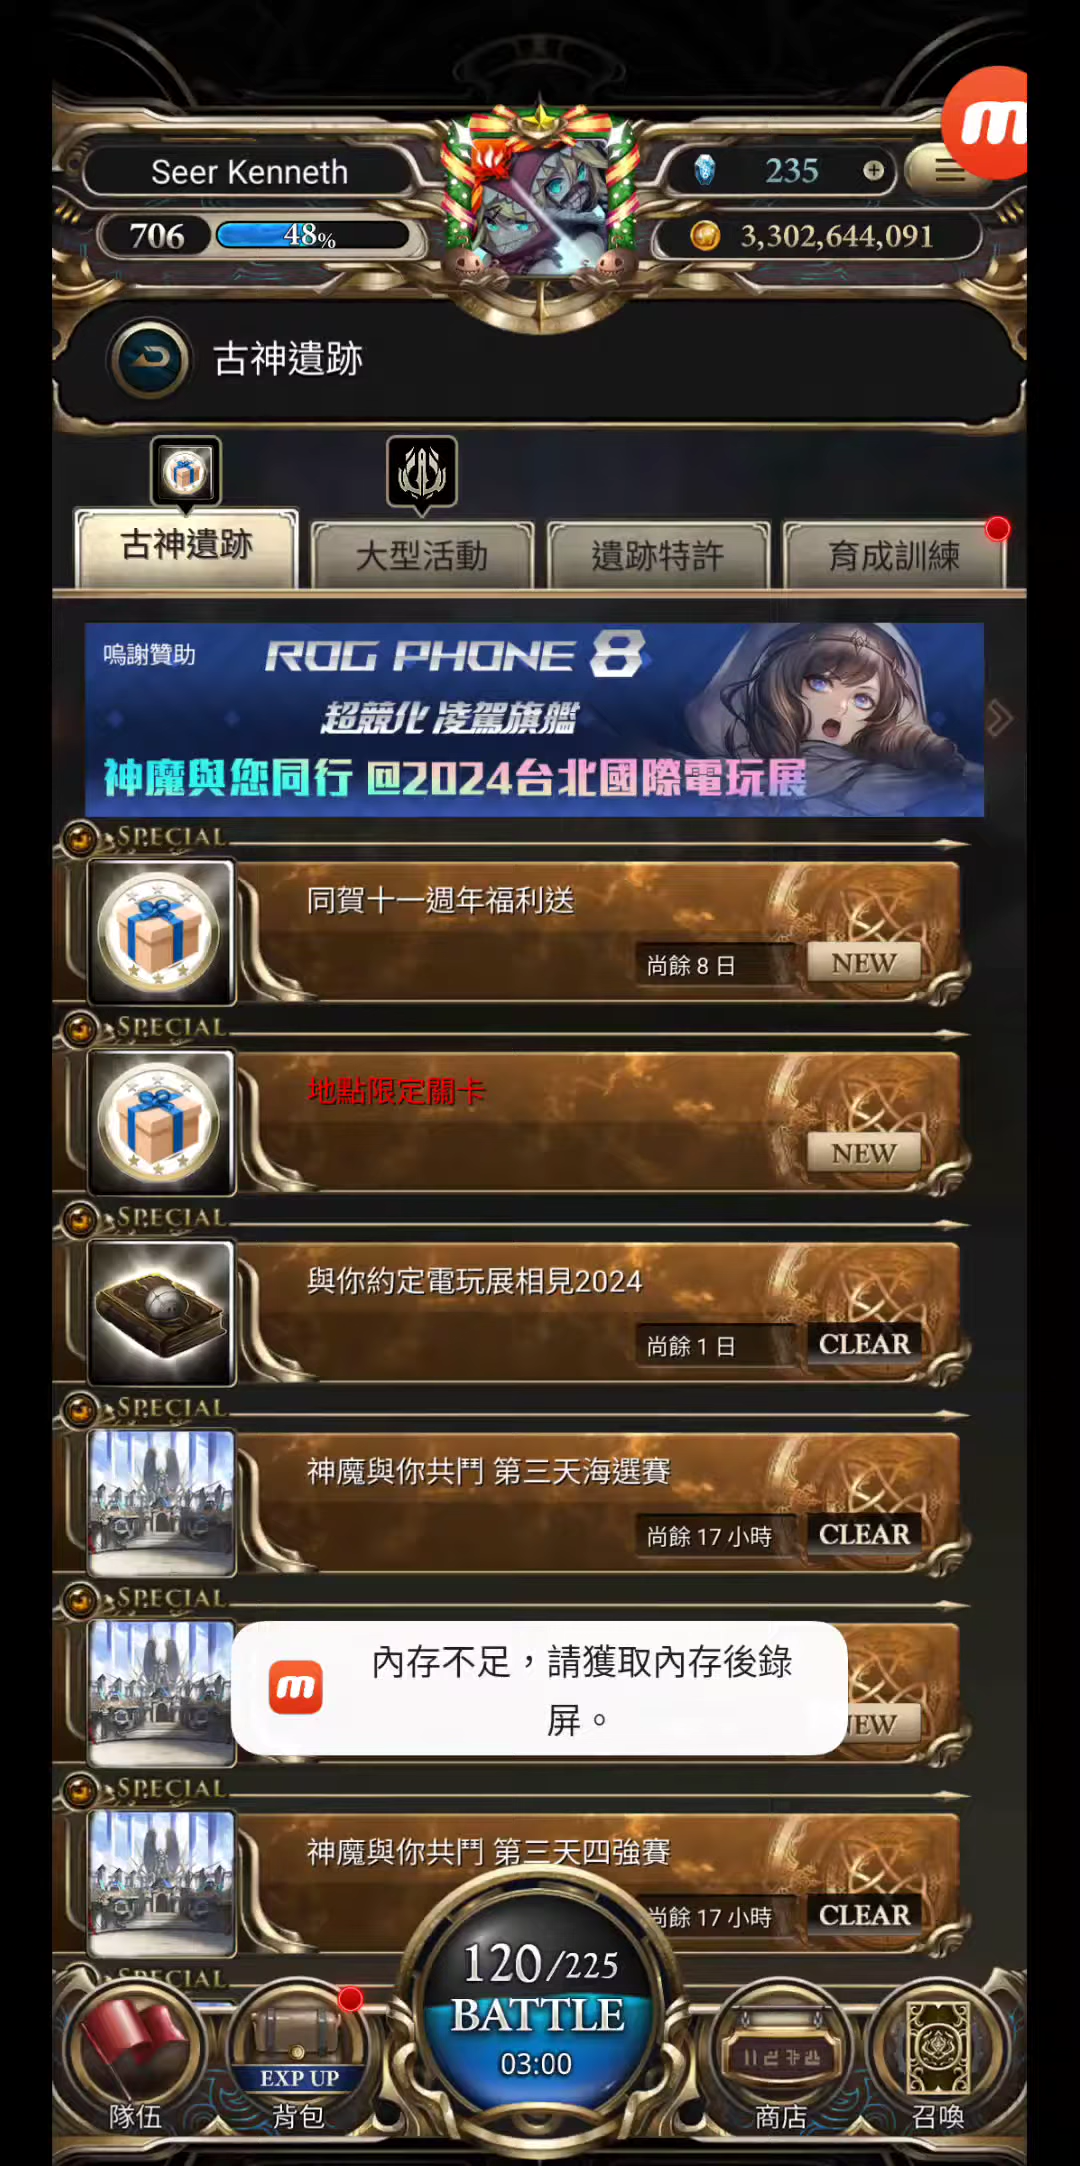 Seer Kenneth
235
706
48%
3,302,644,091
古神遺跡
古神遺跡
大型活動
遺跡特許
育成訓練
嗚謝贊助
ROG PHONE 8
超競化 凌駕旗艦
神魔與您同行 @2024台北國際電玩展
SPECIAL
同賀十一週年福利送
尚餘 8 日
NEW
SPECIAL
地點限定關卡
NEW
SPECIAL
與你約定電玩展相見2024
尚餘 1 日
CLEAR
SPECIAL
神魔與你共鬥 第三天海選賽
尚餘 17 小時
CLEAR
SPECIAL
內存不足，請獲取內存後錄
屏。
NEW
SPECIAL
神魔與你共鬥 第三天四強賽
尚餘 17 小時
CLEAR
SPECIAL
120/225
BATTLE
03:00
EXP UP
隊伍
背包
商店
召喚